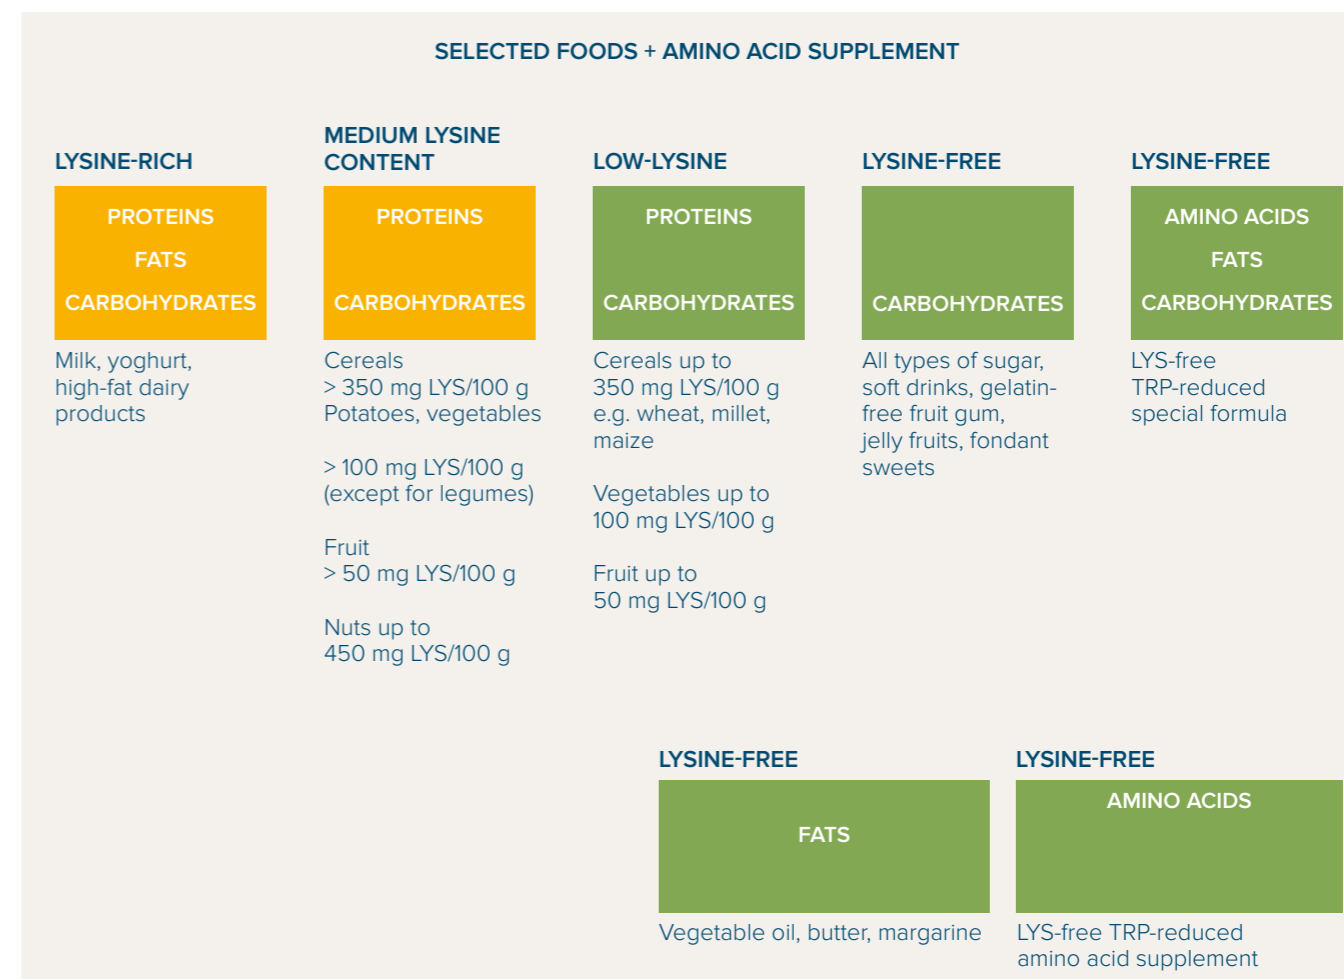 SELECTED FOODS + AMINO ACID SUPPLEMENT
LYSINE-RICH
PROTEINS
FATS
CARBOHYDRATES
Milk, yoghurt,
high-fat dairy
products
MEDIUM LYSINE
CONTENT
PROTEINS
CARBOHYDRATES
Cereals
> 350 mg LYS/100 g
Potatoes, vegetables
> 100 mg LYS/100 g
(except for legumes)
Fruit
> 50 mg LYS/100 g
Nuts up to
450 mg LYS/100 g
LOW-LYSINE
PROTEINS
CARBOHYDRATES
Cereals up to
350 mg LYS/100 g
e.g. wheat, millet,
maize
Vegetables up to
100 mg LYS/100 g
Fruit up to
50 mg LYS/100 g
LYSINE-FREE
CARBOHYDRATES
All types of sugar,
soft drinks, gelatin-
free fruit gum,
jelly fruits, fondant
sweets
LYSINE-FREE
AMINO ACIDS
FATS
CARBOHYDRATES
LYS-free
TRP-reduced
special formula
LYSINE-FREE
FATS
Vegetable oil, butter, margarine
LYSINE-FREE
AMINO ACIDS
LYS-free TRP-reduced
amino acid supplement